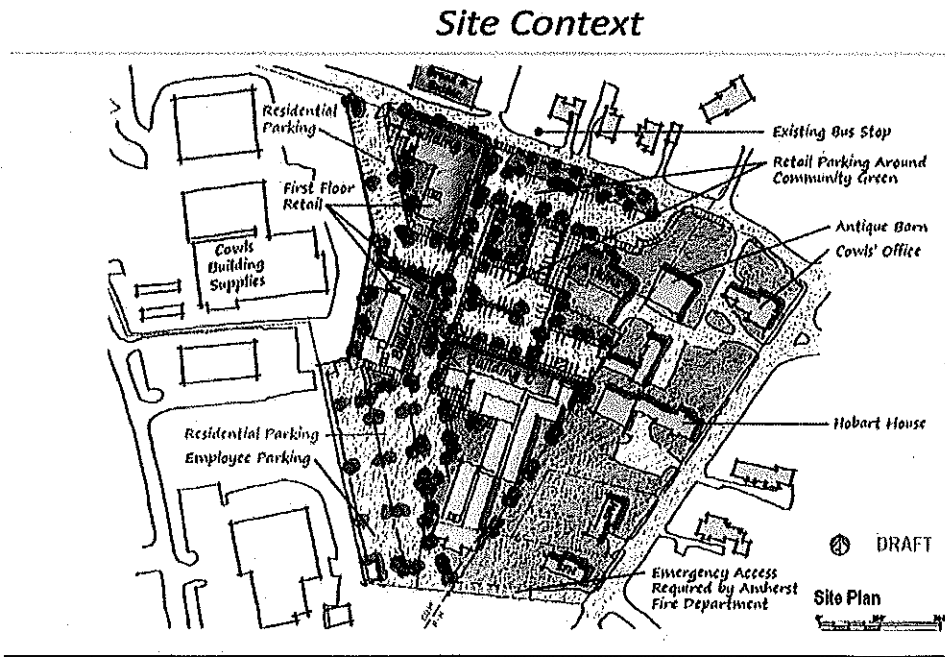 Site Context
Residential
Parking
First Floor
Retail
Cowls
Building
Supplies
Existing Bus Stop
Retail Parking Around
Community Green
Antique Barn
Cowls' Office
Hobart House
Residential Parking
Employee Parking
Emergency Access
Required by Amherst
Fire Department
DRAFT
Site Plan